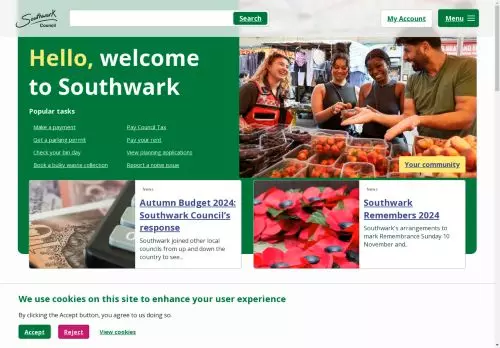 Southwark
Council
Search
My Account
Menu
Hello, welcome
to Southwark
Popular tasks
Make a payment
Pay Council Tax
Get a parking permit
Pay your rent
Check your bin day
View planning applications
Book a bulky waste collection
Report a noise issue
Your community
News
Autumn Budget 2024:
Southwark Council's
response
Southwark joined other local
councils from up and down the
country to see...
News
Southwark
Remembers 2024
Southwark's arrangements to
mark Remembrance Sunday 10
November and...
We use cookies on this site to enhance your user experience
By clicking the Accept button, you agree to us doing so.
Accept
Reject
View cookies